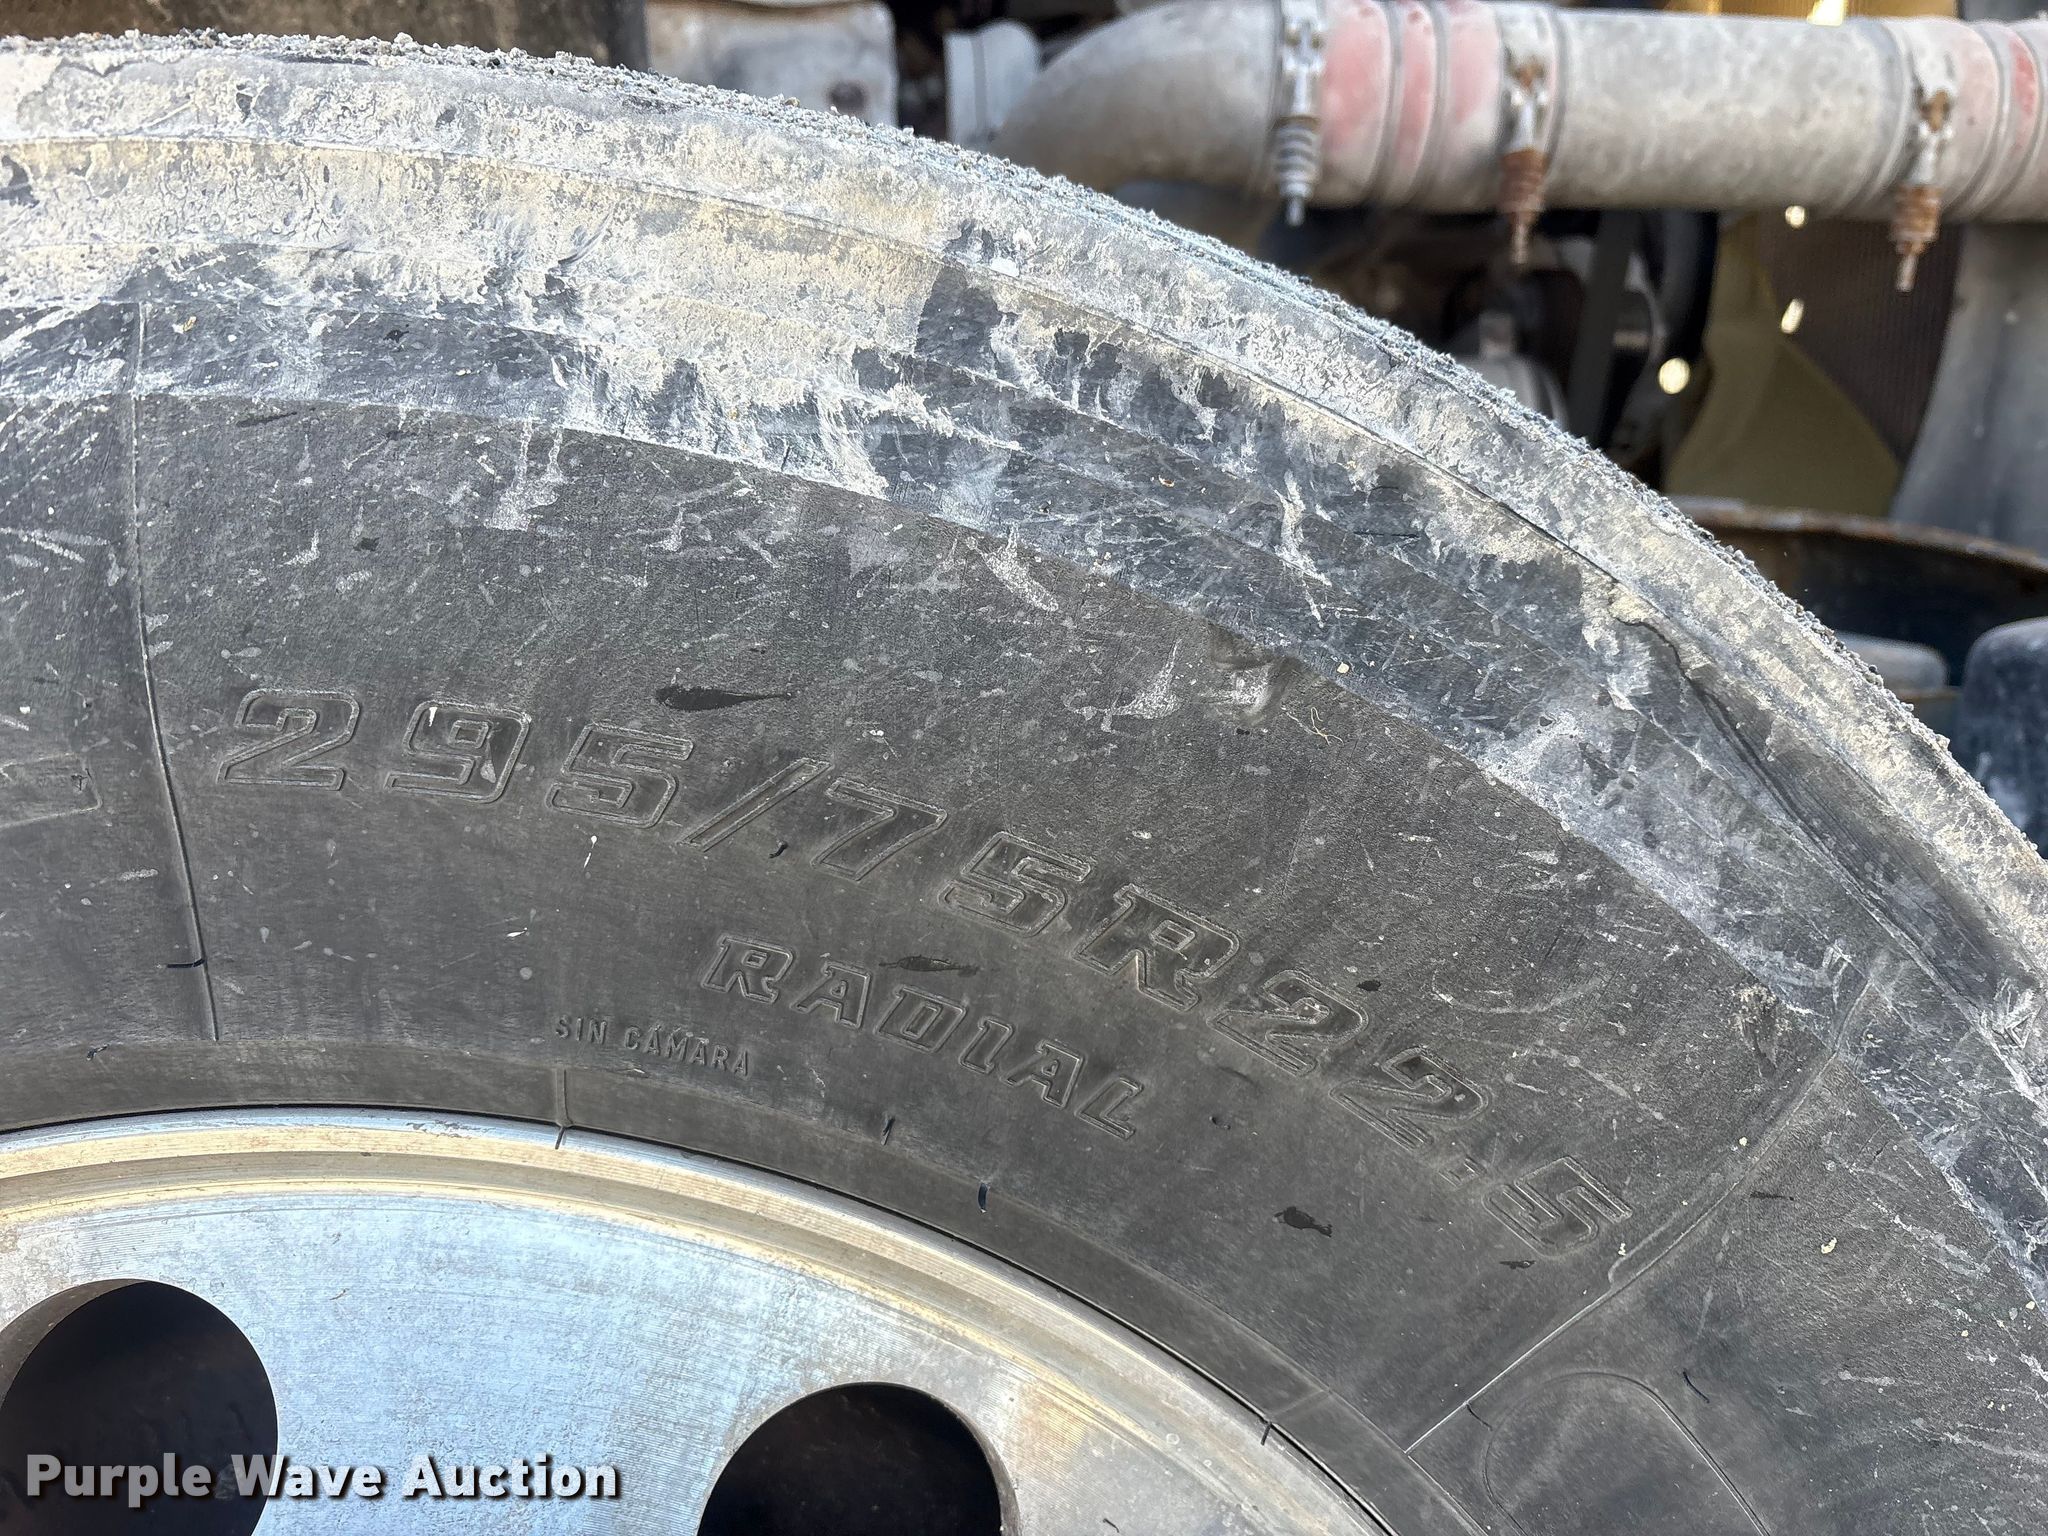 295/75R22.5
RADIAL
SIN CÁMARA
Purple Wave Auction